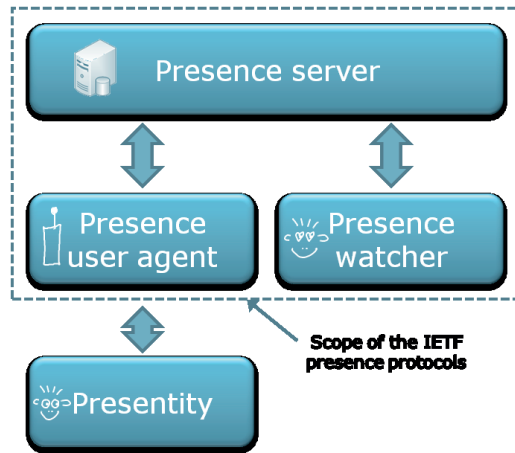 Presence server
Presence
user agent
Presence
watcher
Scope of the IETF
presence protocols
Presentity